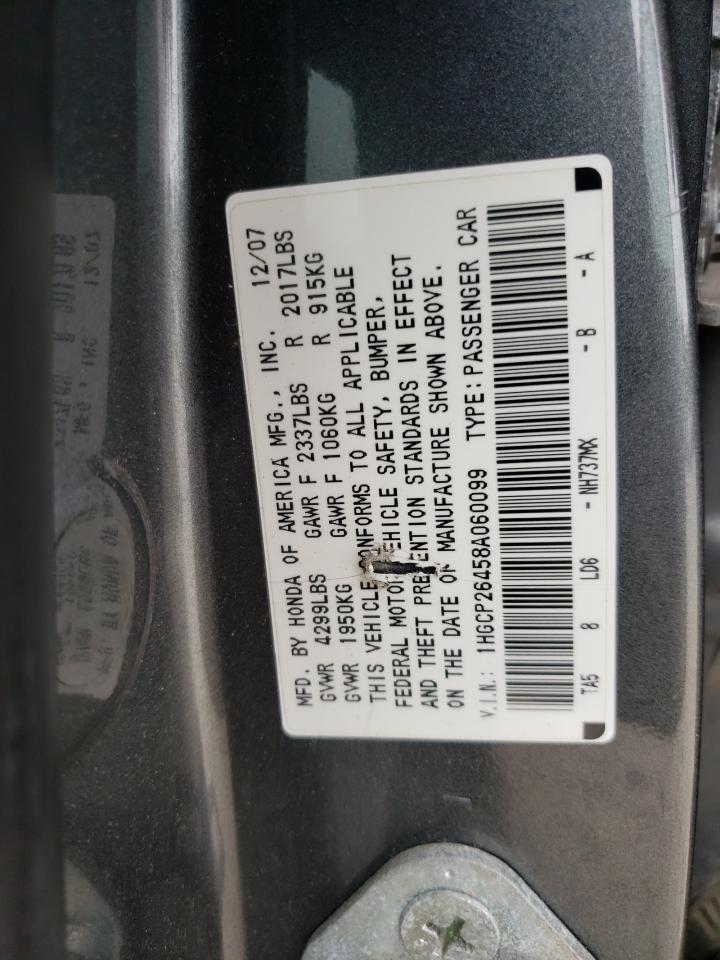 MFD. BY HONDA OF AMERICA MFG., INC. 12/07
GVWR 4299LBS GAWR F 2337LBS R 2017LBS
GVWR 1950KG GAWR F 1060KG R 915KG
THIS VEHICLE CONFORMS TO ALL APPLICABLE
FEDERAL MOTOR VEHICLE SAFETY, BUMPER,
AND THEFT PREVENTION STANDARDS IN EFFECT
ON THE DATE OF MANUFACTURE SHOWN ABOVE.
V.I.N.: 1HGCP26458A060099 TYPE: PASSENGER CAR
TA5 8 LD6 - NH737MX - B - A